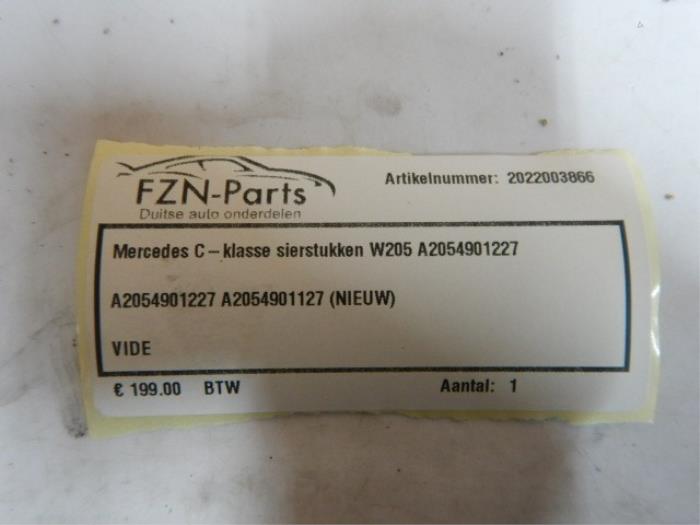 FZN-Parts
Duitse auto onderdelen
Artikelnummer: 2022003866
Mercedes C-klasse sierstukken W205 A2054901227
A2054901227 A2054901127 (NIEUW)
VIDE
€ 199.00 BTW Aantal: 1